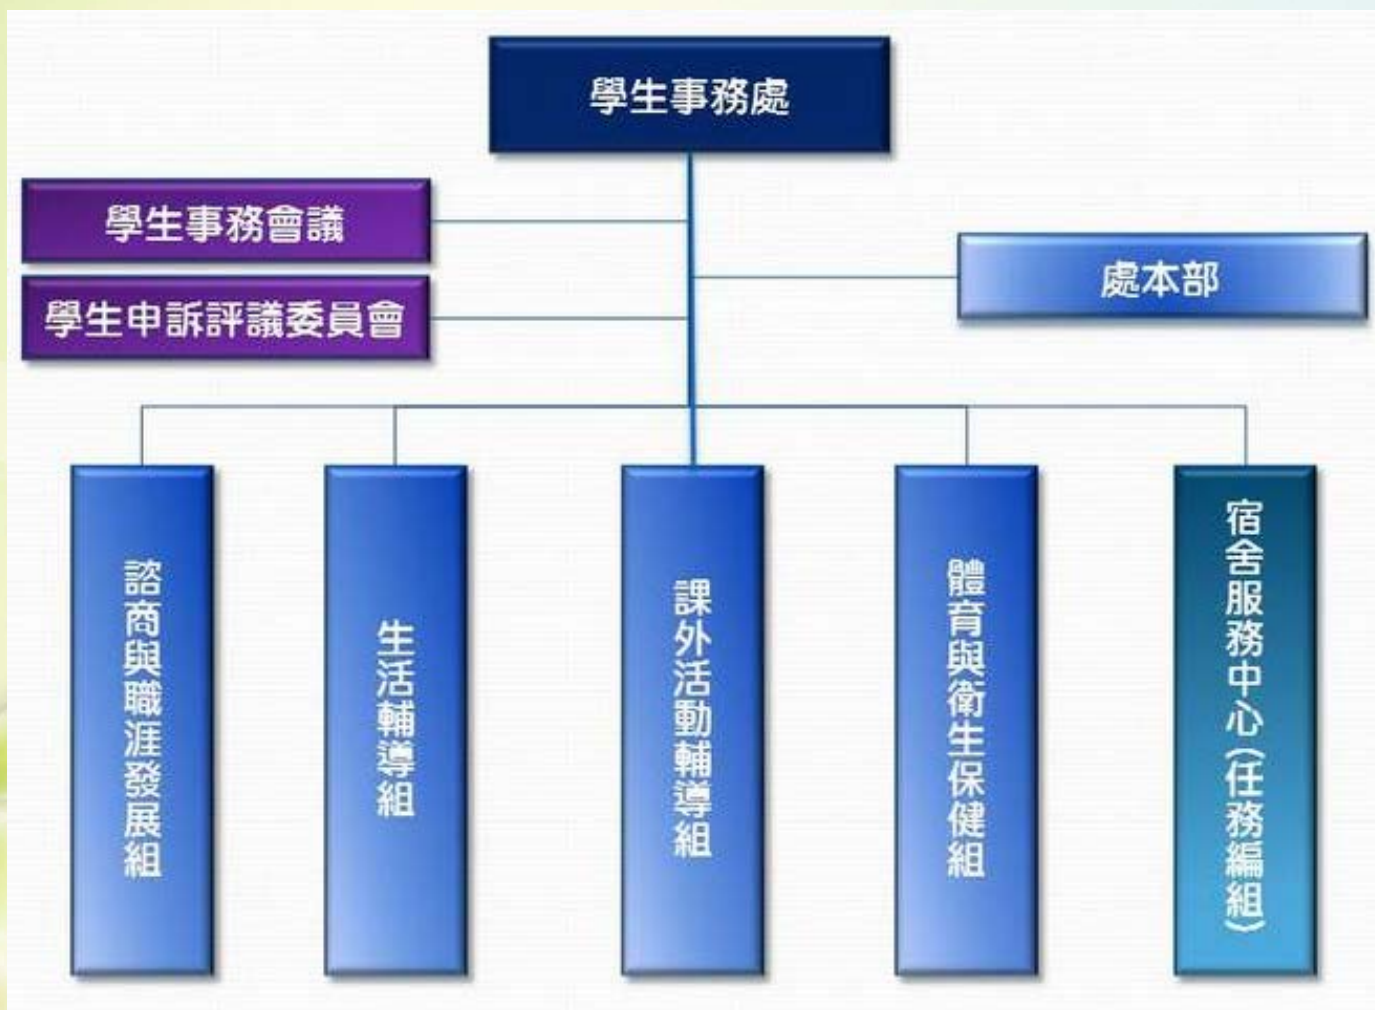 學生事務處
學生事務會議
處本部
學生申訴評議委員會
諮商與職涯發展組
生活輔導組
課外活動輔導組
體育與衛生保健組
宿舍服務中心(任務編組)